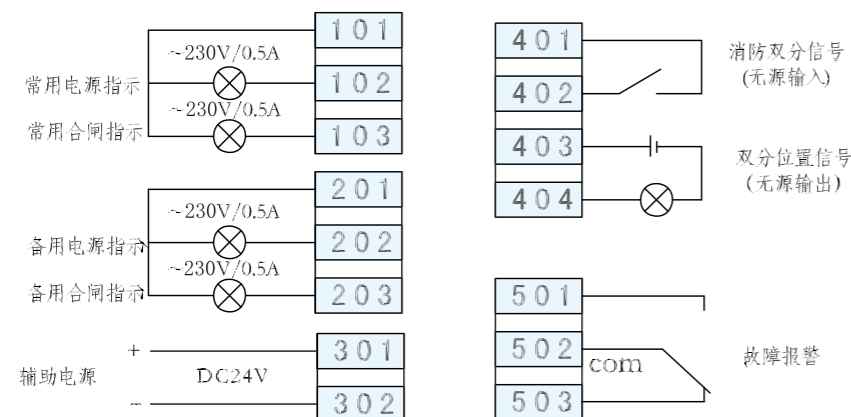 101
~230V/0.5A
常用电源指示
102
~230V/0.5A
常用合闸指示
103
201
~230V/0.5A
备用电源指示
202
~230V/0.5A
备用合闸指示
203
+
301
辅助电源
DC24V
-
302
401
消防双分信号
(无源输入)
402
403
双分位置信号
(无源输出)
404
501
502
com
故障报警
503